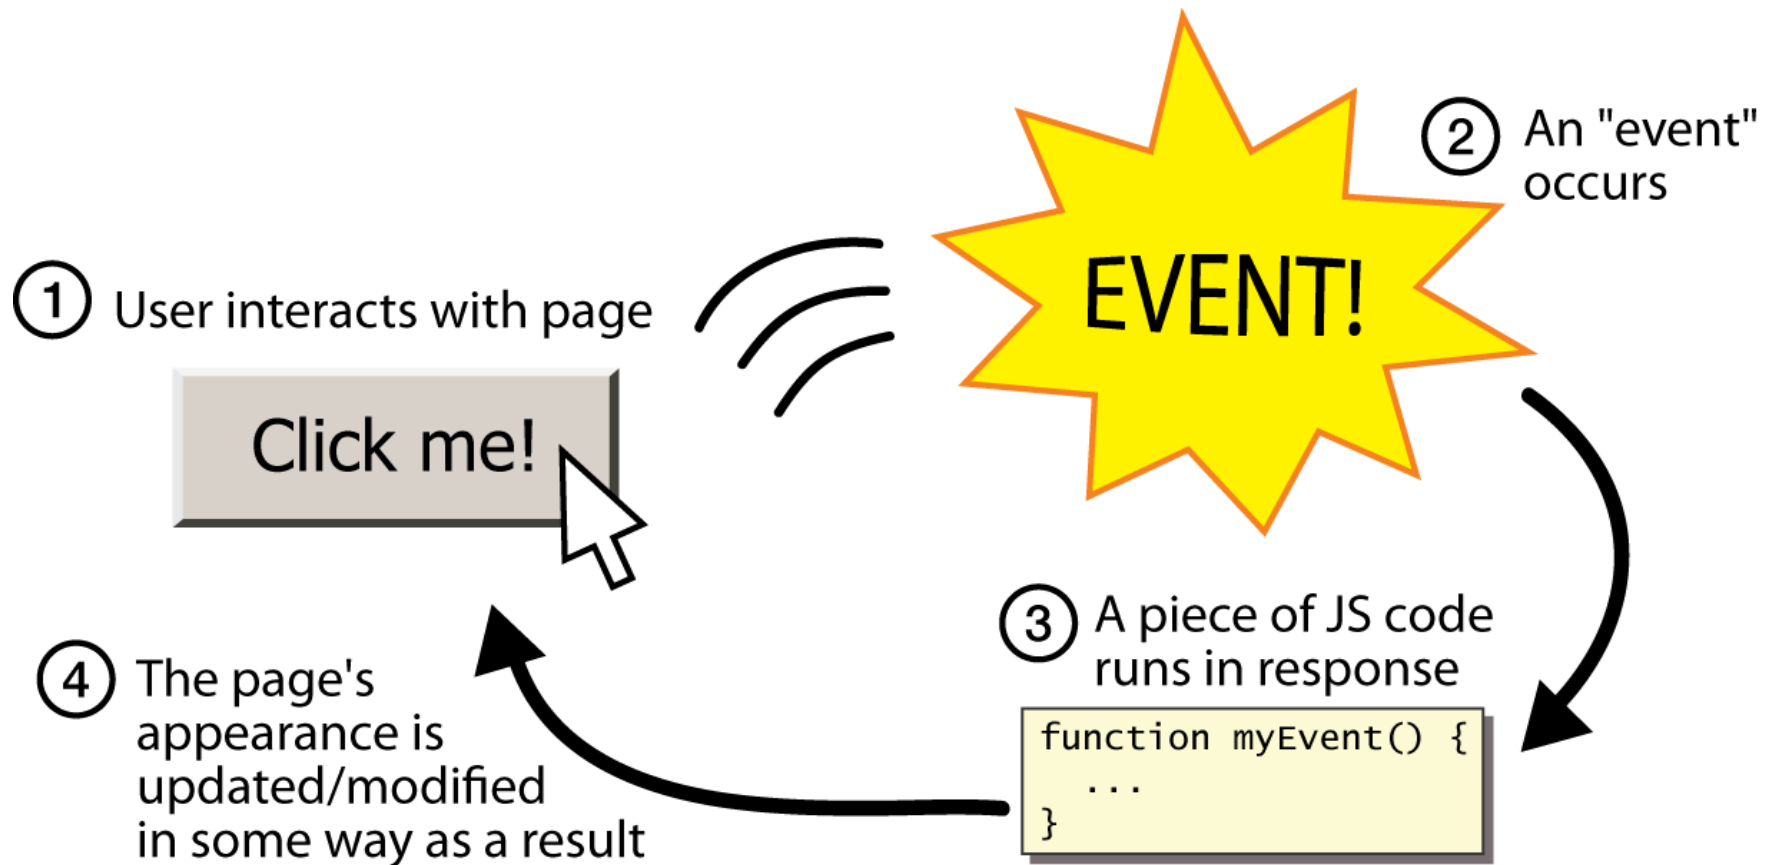 1 User interacts with page
Click me!
EVENT!
2 An "event"
occurs
3 A piece of JS code
runs in response
function myEvent() {
...
}
4 The page's
appearance is
updated/modified
in some way as a result